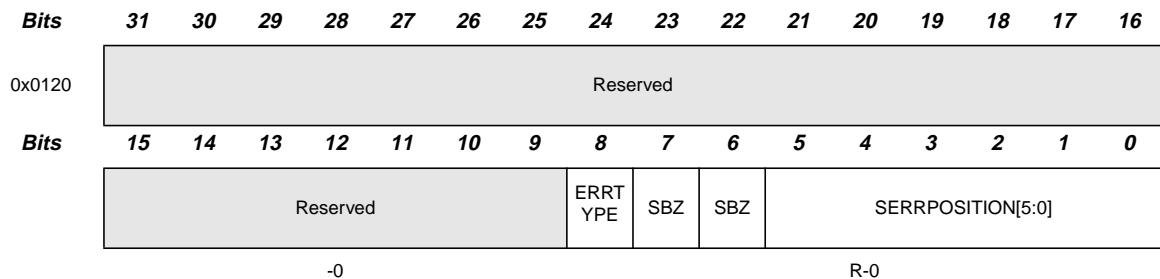 Bits 31 30 29 28 27 26 25 24 23 22 21 20 19 18 17 16
0x0120 Reserved
Bits 15 14 13 12 11 10 9 8 7 6 5 4 3 2 1 0
Reserved ERRT YPE SBZ SBZ SERRPOSITION[5:0]
-0 R-0